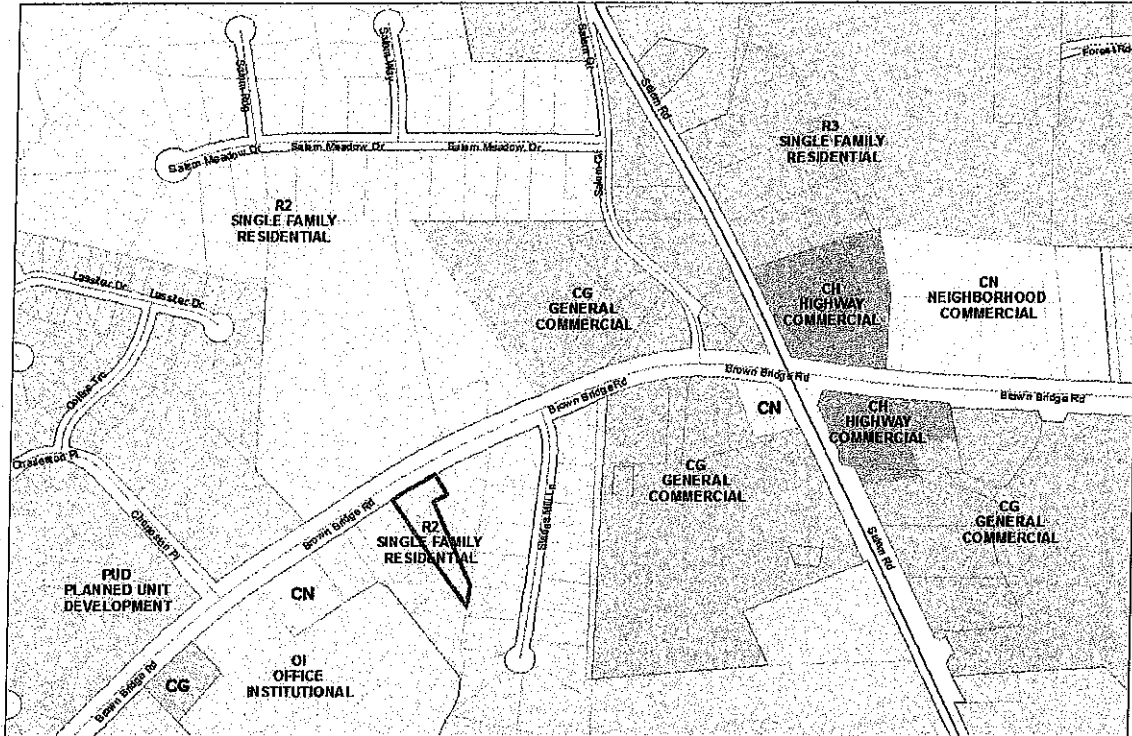 Salem Way
Salem Dr
Forest Rd
Salem Rd
Salem Meadow Dr
Salem Meadow Dr
Salem Meadow Dr
R3
SINGLE FAMILY
RESIDENTIAL
R2
SINGLE FAMILY
RESIDENTIAL
Lasster Dr
Lasster Dr
CG
GENERAL
COMMERCIAL
CH
HIGHWAY
COMMERCIAL
CN
NEIGHBORHOOD
COMMERCIAL
Brown Bridge Rd
Brown Bridge Rd
Brown Bridge Rd
CN
CH
HIGHWAY
COMMERCIAL
CG
GENERAL
COMMERCIAL
CG
GENERAL
COMMERCIAL
Brown Bridge Rd
R2
SINGLE FAMILY
RESIDENTIAL
Salem Rd
PUD
PLANNED UNIT
DEVELOPMENT
CN
OI
OFFICE
INSTITUTIONAL
CG
Brown Bridge Rd